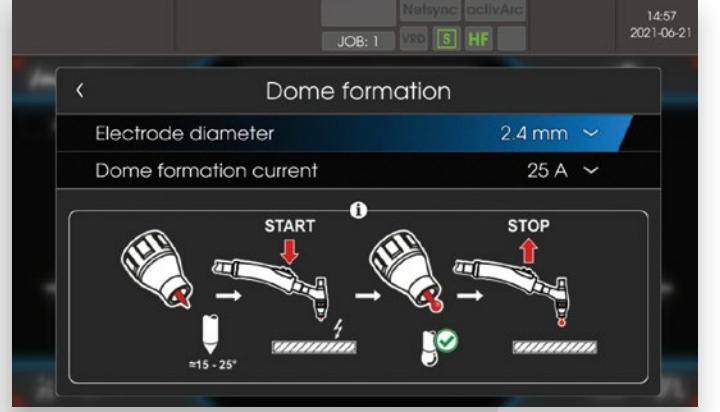 Netsync activArc
14:57
JOB: 1 VRD S HF
2021-06-21
Dome formation
Electrode diameter 2.4 mm
Dome formation current 25 A
START
STOP
≈15 - 25°